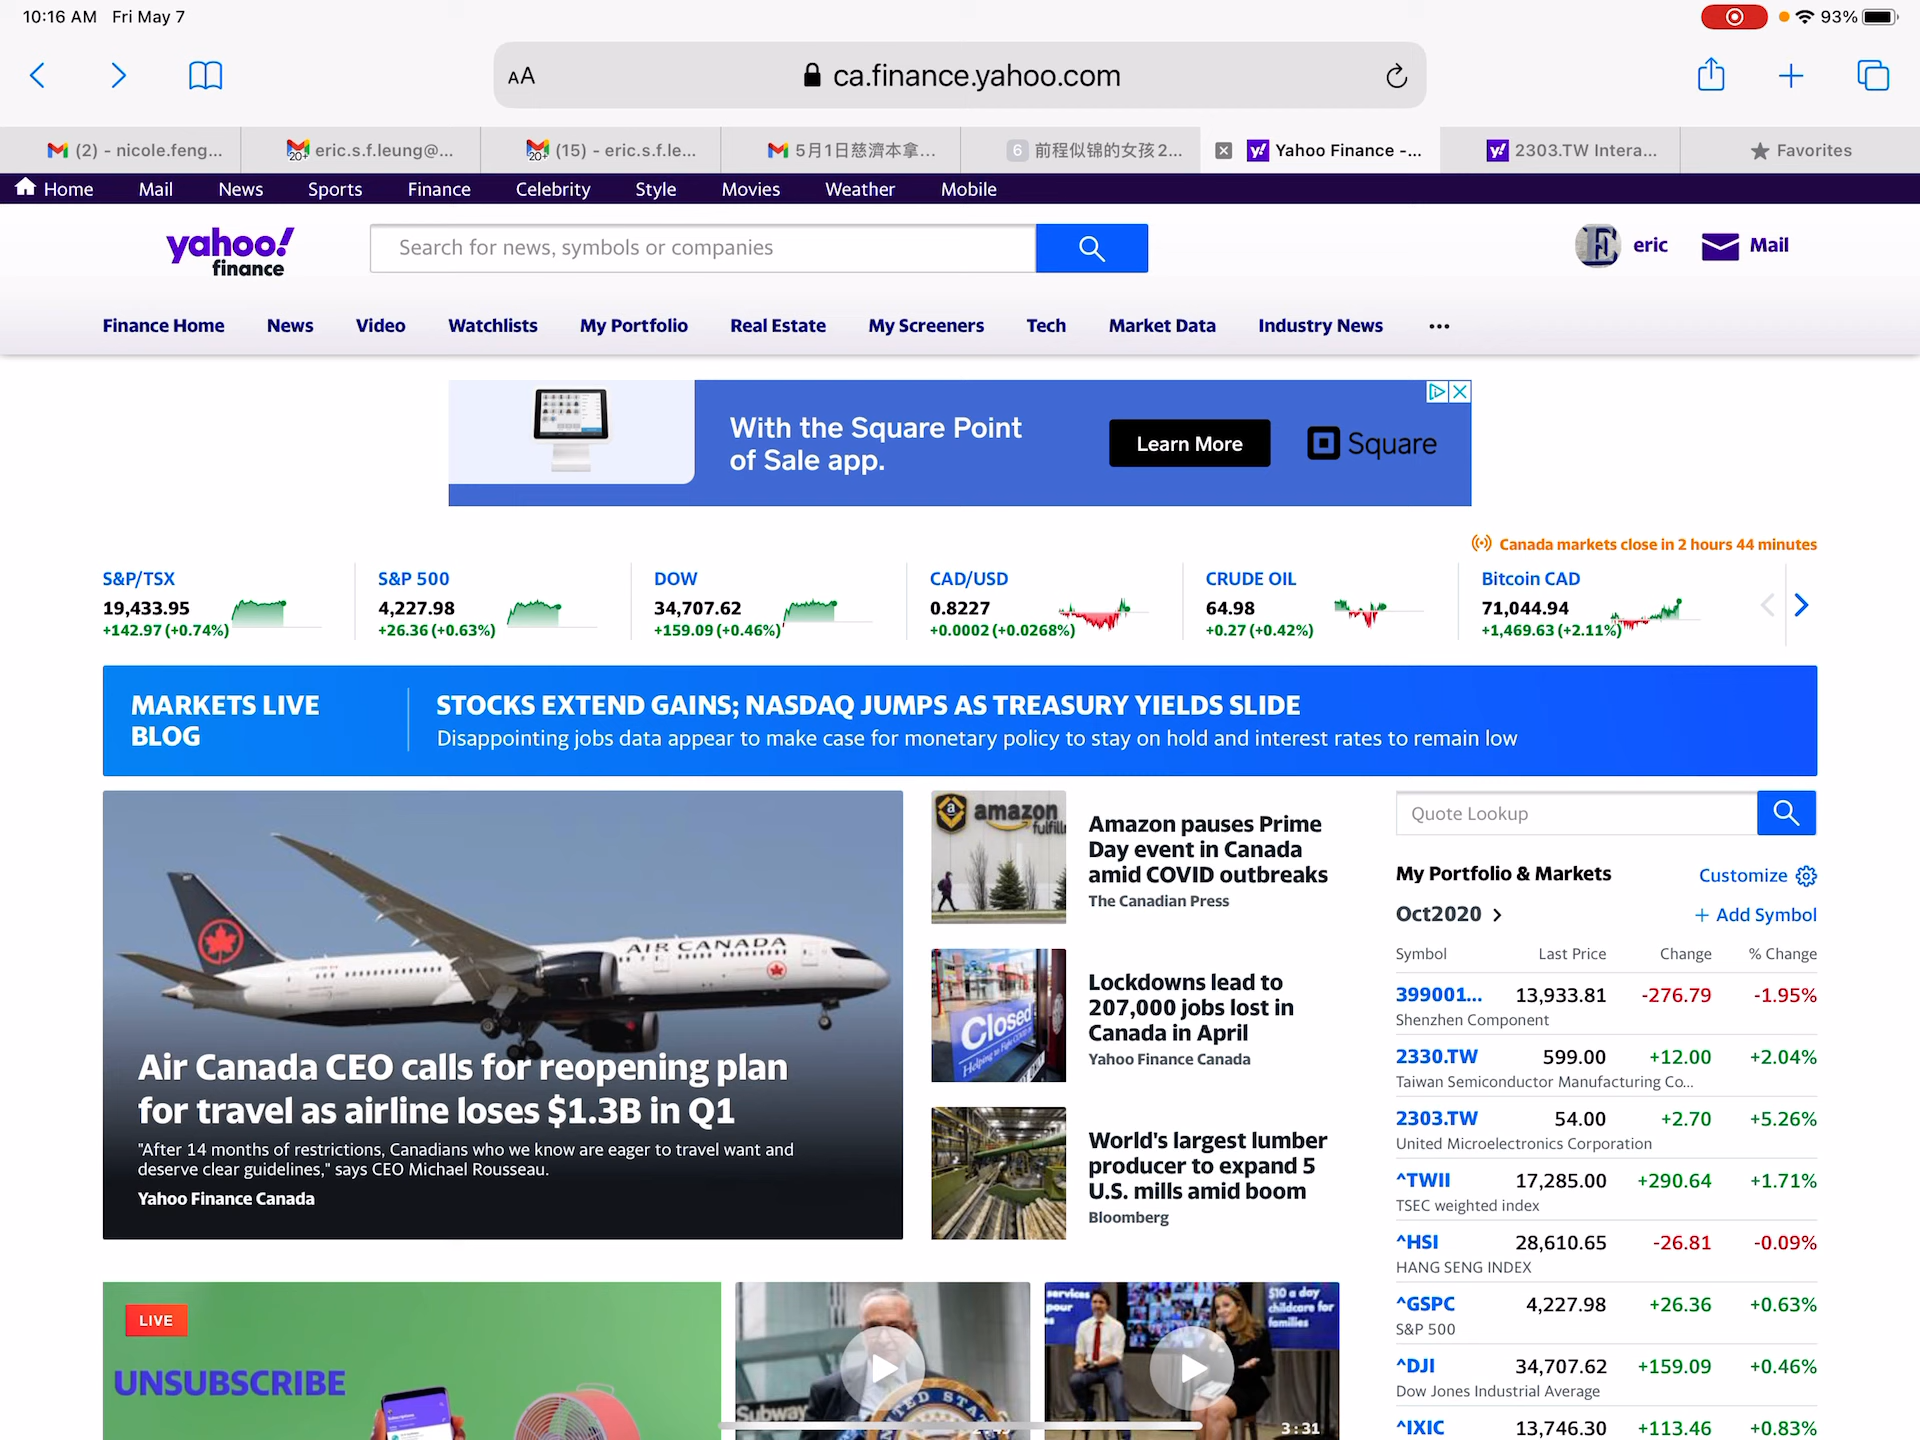 10:16 AM Fri May 7
93%
AA
ca.finance.yahoo.com
(2) - nicole.feng...
20+
eric.s.f.leung@...
20+
(15) - eric.s.f.le...
5月1日慈濟本拿...
6
前程似锦的女孩2...
Yahoo Finance -...
2303.TW Intera...
Favorites
Home
Mail
News
Sports
Finance
Celebrity
Style
Movies
Weather
Mobile
yahoo!
finance
Search for news, symbols or companies
eric
Mail
Finance Home
News
Video
Watchlists
My Portfolio
Real Estate
My Screeners
Tech
Market Data
Industry News
With the Square Point
of Sale app.
Learn More
Square
Canada markets close in 2 hours 44 minutes
S&P/TSX
19,433.95
+142.97 (+0.74%)
S&P 500
4,227.98
+26.36 (+0.63%)
DOW
34,707.62
+159.09 (+0.46%)
CAD/USD
0.8227
+0.0002 (+0.0268%)
CRUDE OIL
64.98
+0.27 (+0.42%)
Bitcoin CAD
71,044.94
+1,469.63 (+2.11%)
MARKETS LIVE
BLOG
STOCKS EXTEND GAINS; NASDAQ JUMPS AS TREASURY YIELDS SLIDE
Disappointing jobs data appear to make case for monetary policy to stay on hold and interest rates to remain low
AIR CANADA
Air Canada CEO calls for reopening plan
for travel as airline loses $1.3B in Q1
"After 14 months of restrictions, Canadians who we know are eager to travel want and
deserve clear guidelines," says CEO Michael Rousseau.
Yahoo Finance Canada
amazon
fulfill
Amazon pauses Prime
Day event in Canada
amid COVID outbreaks
The Canadian Press
Closed
Lockdowns lead to
207,000 jobs lost in
Canada in April
Yahoo Finance Canada
World's largest lumber
producer to expand 5
U.S. mills amid boom
Bloomberg
Quote Lookup
My Portfolio & Markets
Customize
Oct2020
+ Add Symbol
Symbol Last Price Change % Change
399001... 13,933.81 -276.79 -1.95%
Shenzhen Component
2330.TW 599.00 +12.00 +2.04%
Taiwan Semiconductor Manufacturing Co...
2303.TW 54.00 +2.70 +5.26%
United Microelectronics Corporation
^TWII 17,285.00 +290.64 +1.71%
TSEC weighted index
^HSI 28,610.65 -26.81 -0.09%
HANG SENG INDEX
^GSPC 4,227.98 +26.36 +0.63%
S&P 500
^DJI 34,707.62 +159.09 +0.46%
Dow Jones Industrial Average
^IXIC 13,746.30 +113.46 +0.83%
LIVE
UNSUBSCRIBE
Subway
services
pour
$10 a day
childcare for
families
3:31